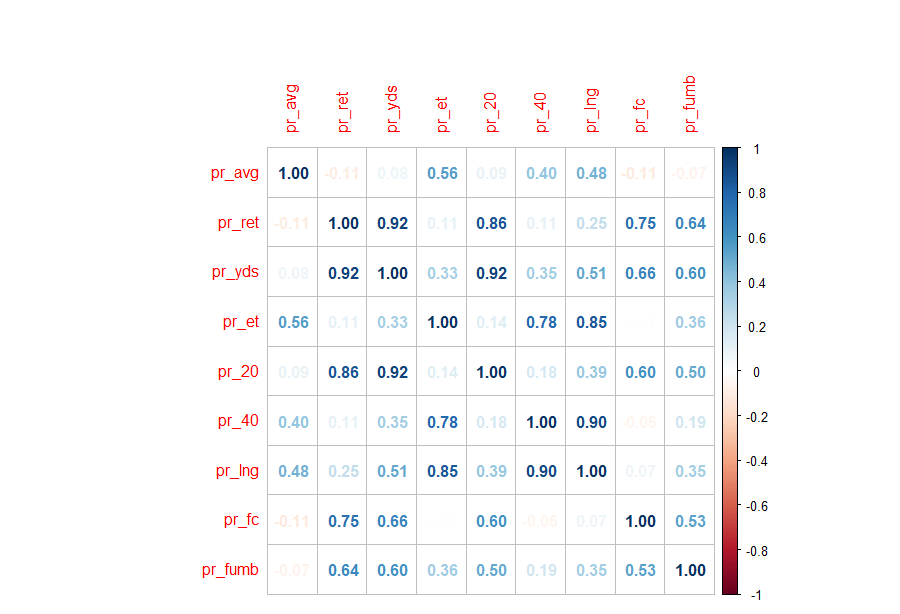 pr_avg pr_ret pr_yds pr_et pr_20 pr_40 pr_lng pr_fc pr_fumb
pr_avg 1.00 -0.11 0.08 0.56 0.09 0.40 0.48 -0.11 -0.07
pr_ret -0.11 1.00 0.92 0.11 0.86 0.11 0.25 0.75 0.64
pr_yds 0.08 0.92 1.00 0.33 0.92 0.35 0.51 0.66 0.60
pr_et 0.56 0.11 0.33 1.00 0.14 0.78 0.85 0.36
pr_20 0.09 0.86 0.92 0.14 1.00 0.18 0.39 0.60 0.50
pr_40 0.40 0.11 0.35 0.78 0.18 1.00 0.90 -0.06 0.19
pr_lng 0.48 0.25 0.51 0.85 0.39 0.90 1.00 0.07 0.35
pr_fc -0.11 0.75 0.66 0.60 -0.06 0.07 1.00 0.53
pr_fumb -0.07 0.64 0.60 0.36 0.50 0.19 0.35 0.53 1.00
1
0.8
0.6
0.4
0.2
0
-0.2
-0.4
-0.6
-0.8
-1